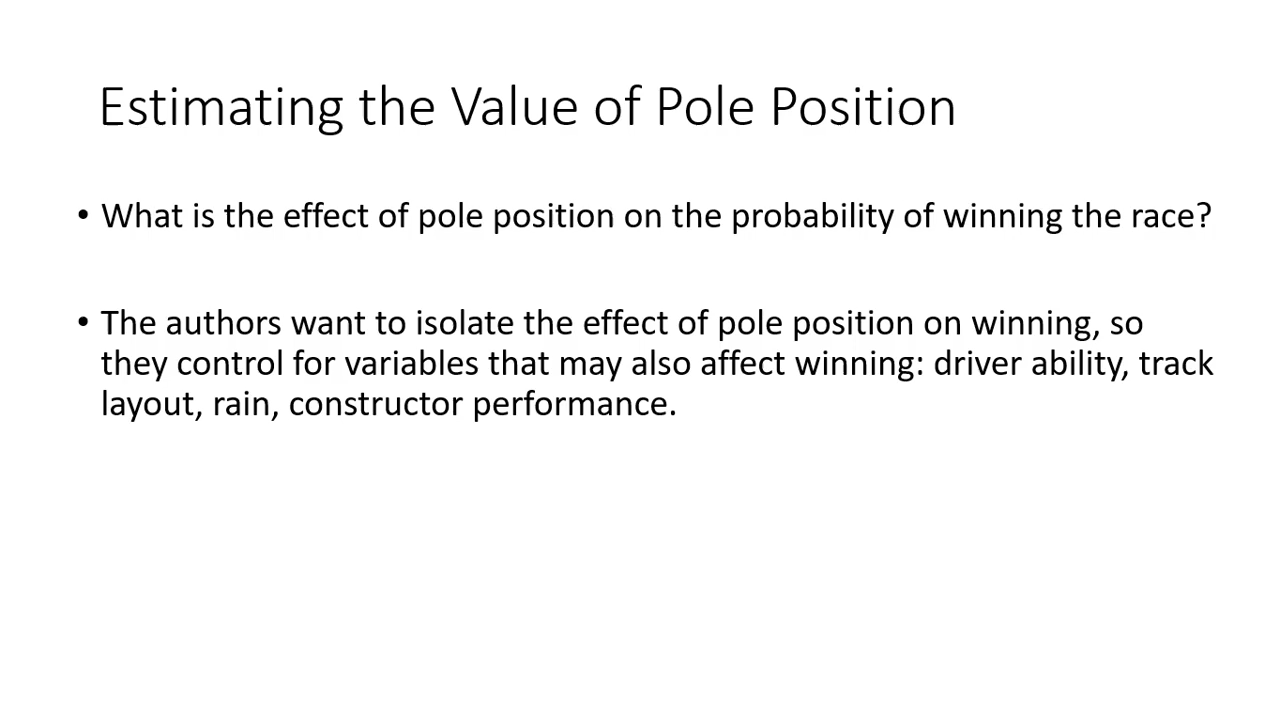 Estimating the Value of Pole Position
• What is the effect of pole position on the probability of winning the race?
• The authors want to isolate the effect of pole position on winning, so
they control for variables that may also affect winning: driver ability, track
layout, rain, constructor performance.